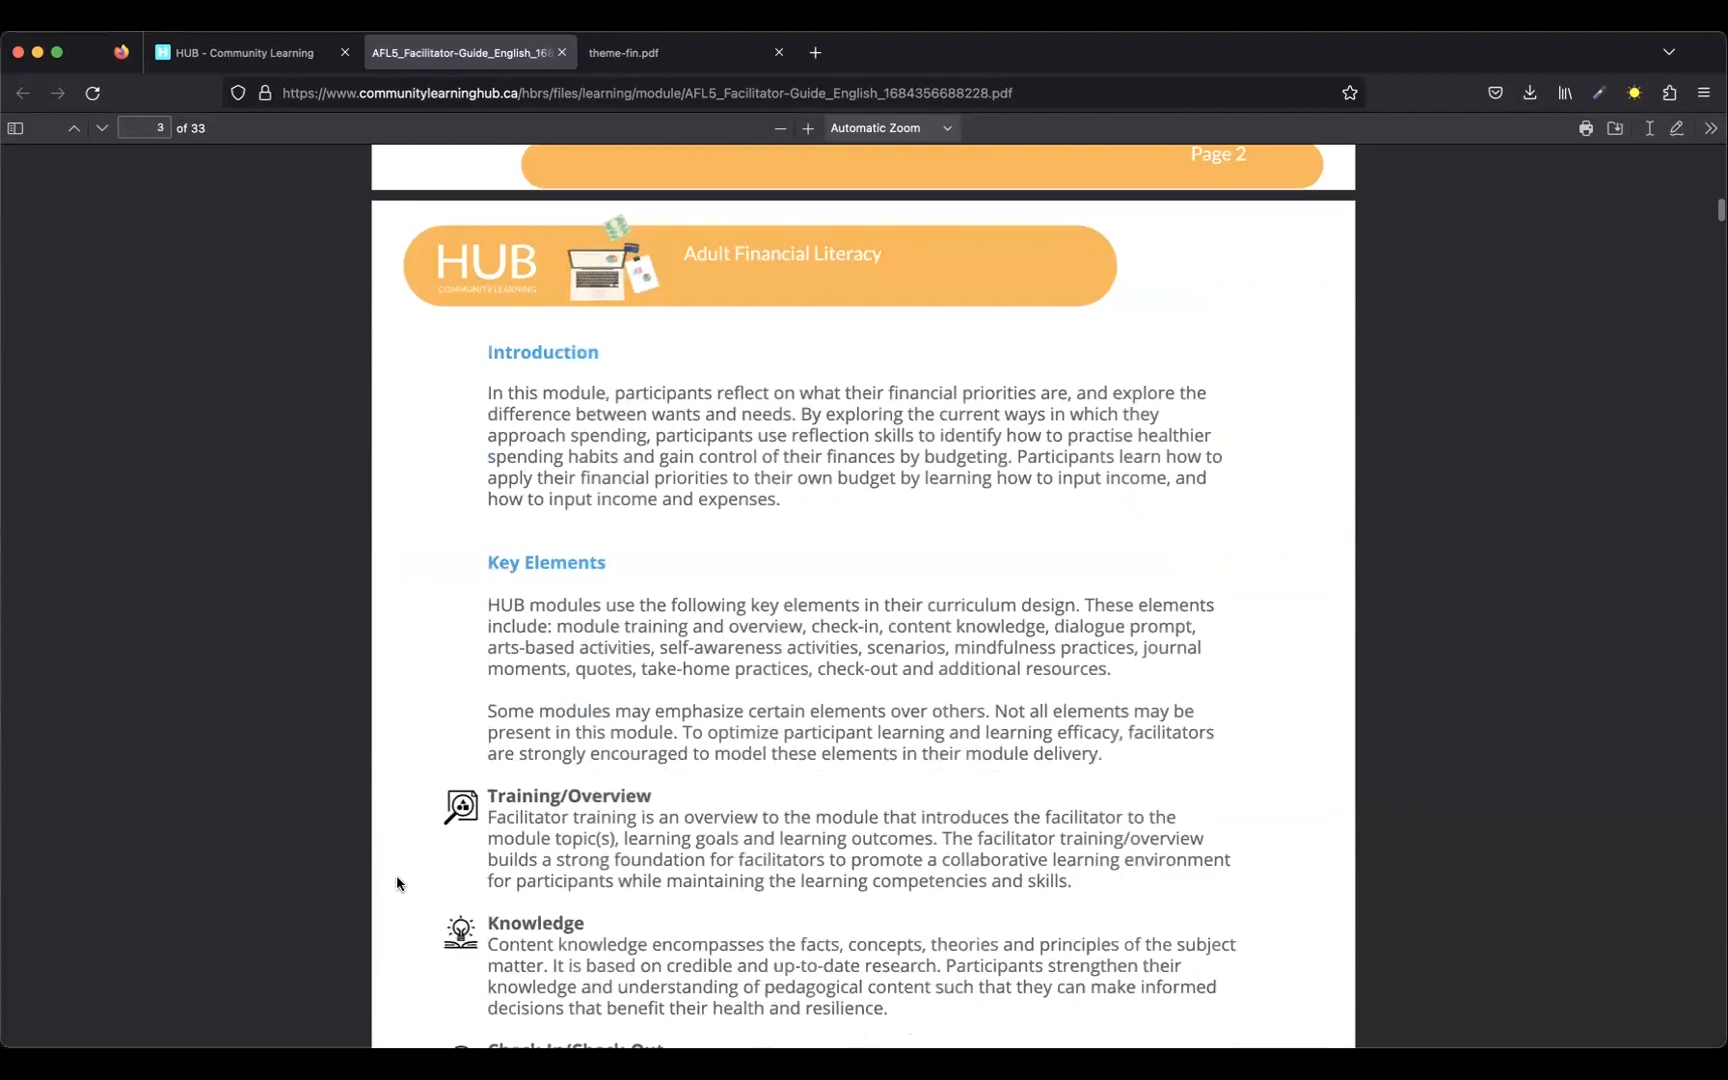 HUB - Community Learning
AFL5_Facilitator-Guide_English_168
theme-fin.pdf
https://www.communitylearninghub.ca/hbrs/files/learning/module/AFL5_Facilitator-Guide_English_1684356688228.pdf
3 of 33
Automatic Zoom
Page 2
HUB
COMMUNITY LEARNING
Adult Financial Literacy
Introduction
In this module, participants reflect on what their financial priorities are, and explore the
difference between wants and needs. By exploring the current ways in which they
approach spending, participants use reflection skills to identify how to practise healthier
spending habits and gain control of their finances by budgeting. Participants learn how to
apply their financial priorities to their own budget by learning how to input income, and
how to input income and expenses.
Key Elements
HUB modules use the following key elements in their curriculum design. These elements
include: module training and overview, check-in, content knowledge, dialogue prompt,
arts-based activities, self-awareness activities, scenarios, mindfulness practices, journal
moments, quotes, take-home practices, check-out and additional resources.
Some modules may emphasize certain elements over others. Not all elements may be
present in this module. To optimize participant learning and learning efficacy, facilitators
are strongly encouraged to model these elements in their module delivery.
Training/Overview
Facilitator training is an overview to the module that introduces the facilitator to the
module topic(s), learning goals and learning outcomes. The facilitator training/overview
builds a strong foundation for facilitators to promote a collaborative learning environment
for participants while maintaining the learning competencies and skills.
Knowledge
Content knowledge encompasses the facts, concepts, theories and principles of the subject
matter. It is based on credible and up-to-date research. Participants strengthen their
knowledge and understanding of pedagogical content such that they can make informed
decisions that benefit their health and resilience.
Check In/Check Out